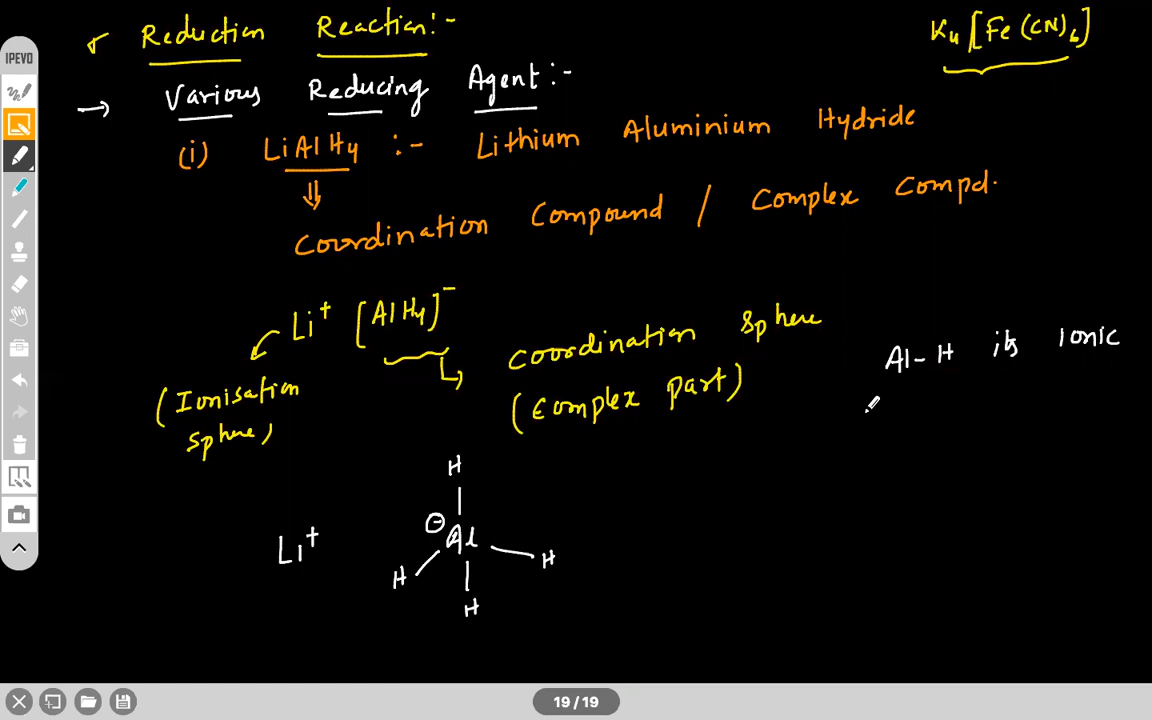 Reduction Reaction:-
K4[Fe(CN)6]
→ Various Reducing Agent:-
(i) LiAlH4 :- Lithium Aluminium Hydride
⇓
Coordination Compound / Complex Compd.
Li+ [AlH4]-
(Ionisation sphere)
Coordination Sphere
(Complex part)
Al-H its Ionic
Li+
H
⊖ Al
H
H
H
IPEVO
19/19